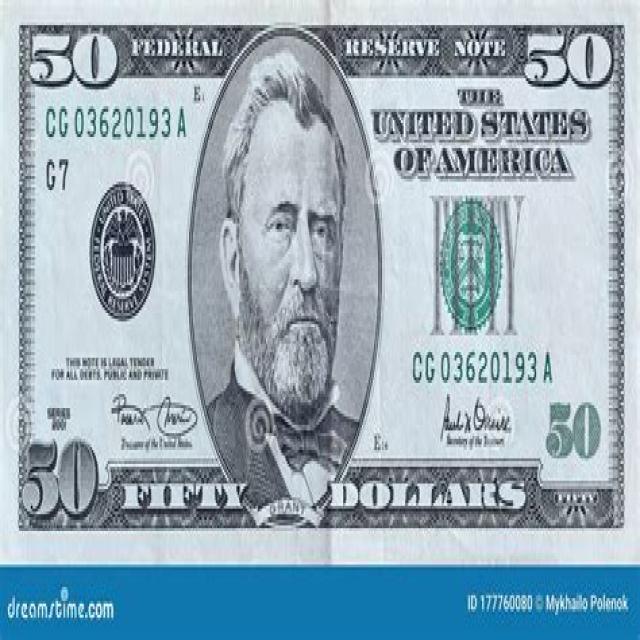 50 FEDERAL RESERVE NOTE 50
E1
THE
UNITED STATES
OF AMERICA
CG 03620193 A
G7
THIS NOTE IS LEGAL TENDER
FOR ALL DEBTS, PUBLIC AND PRIVATE
CG 03620193 A
SERIES
2001
Treasurer of the United States
Secretary of the Treasury
50
50
FIFTY DOLLARS
GRANT
FIFTY
dreamstime.com
ID 177760080 © Mykhailo Polenok